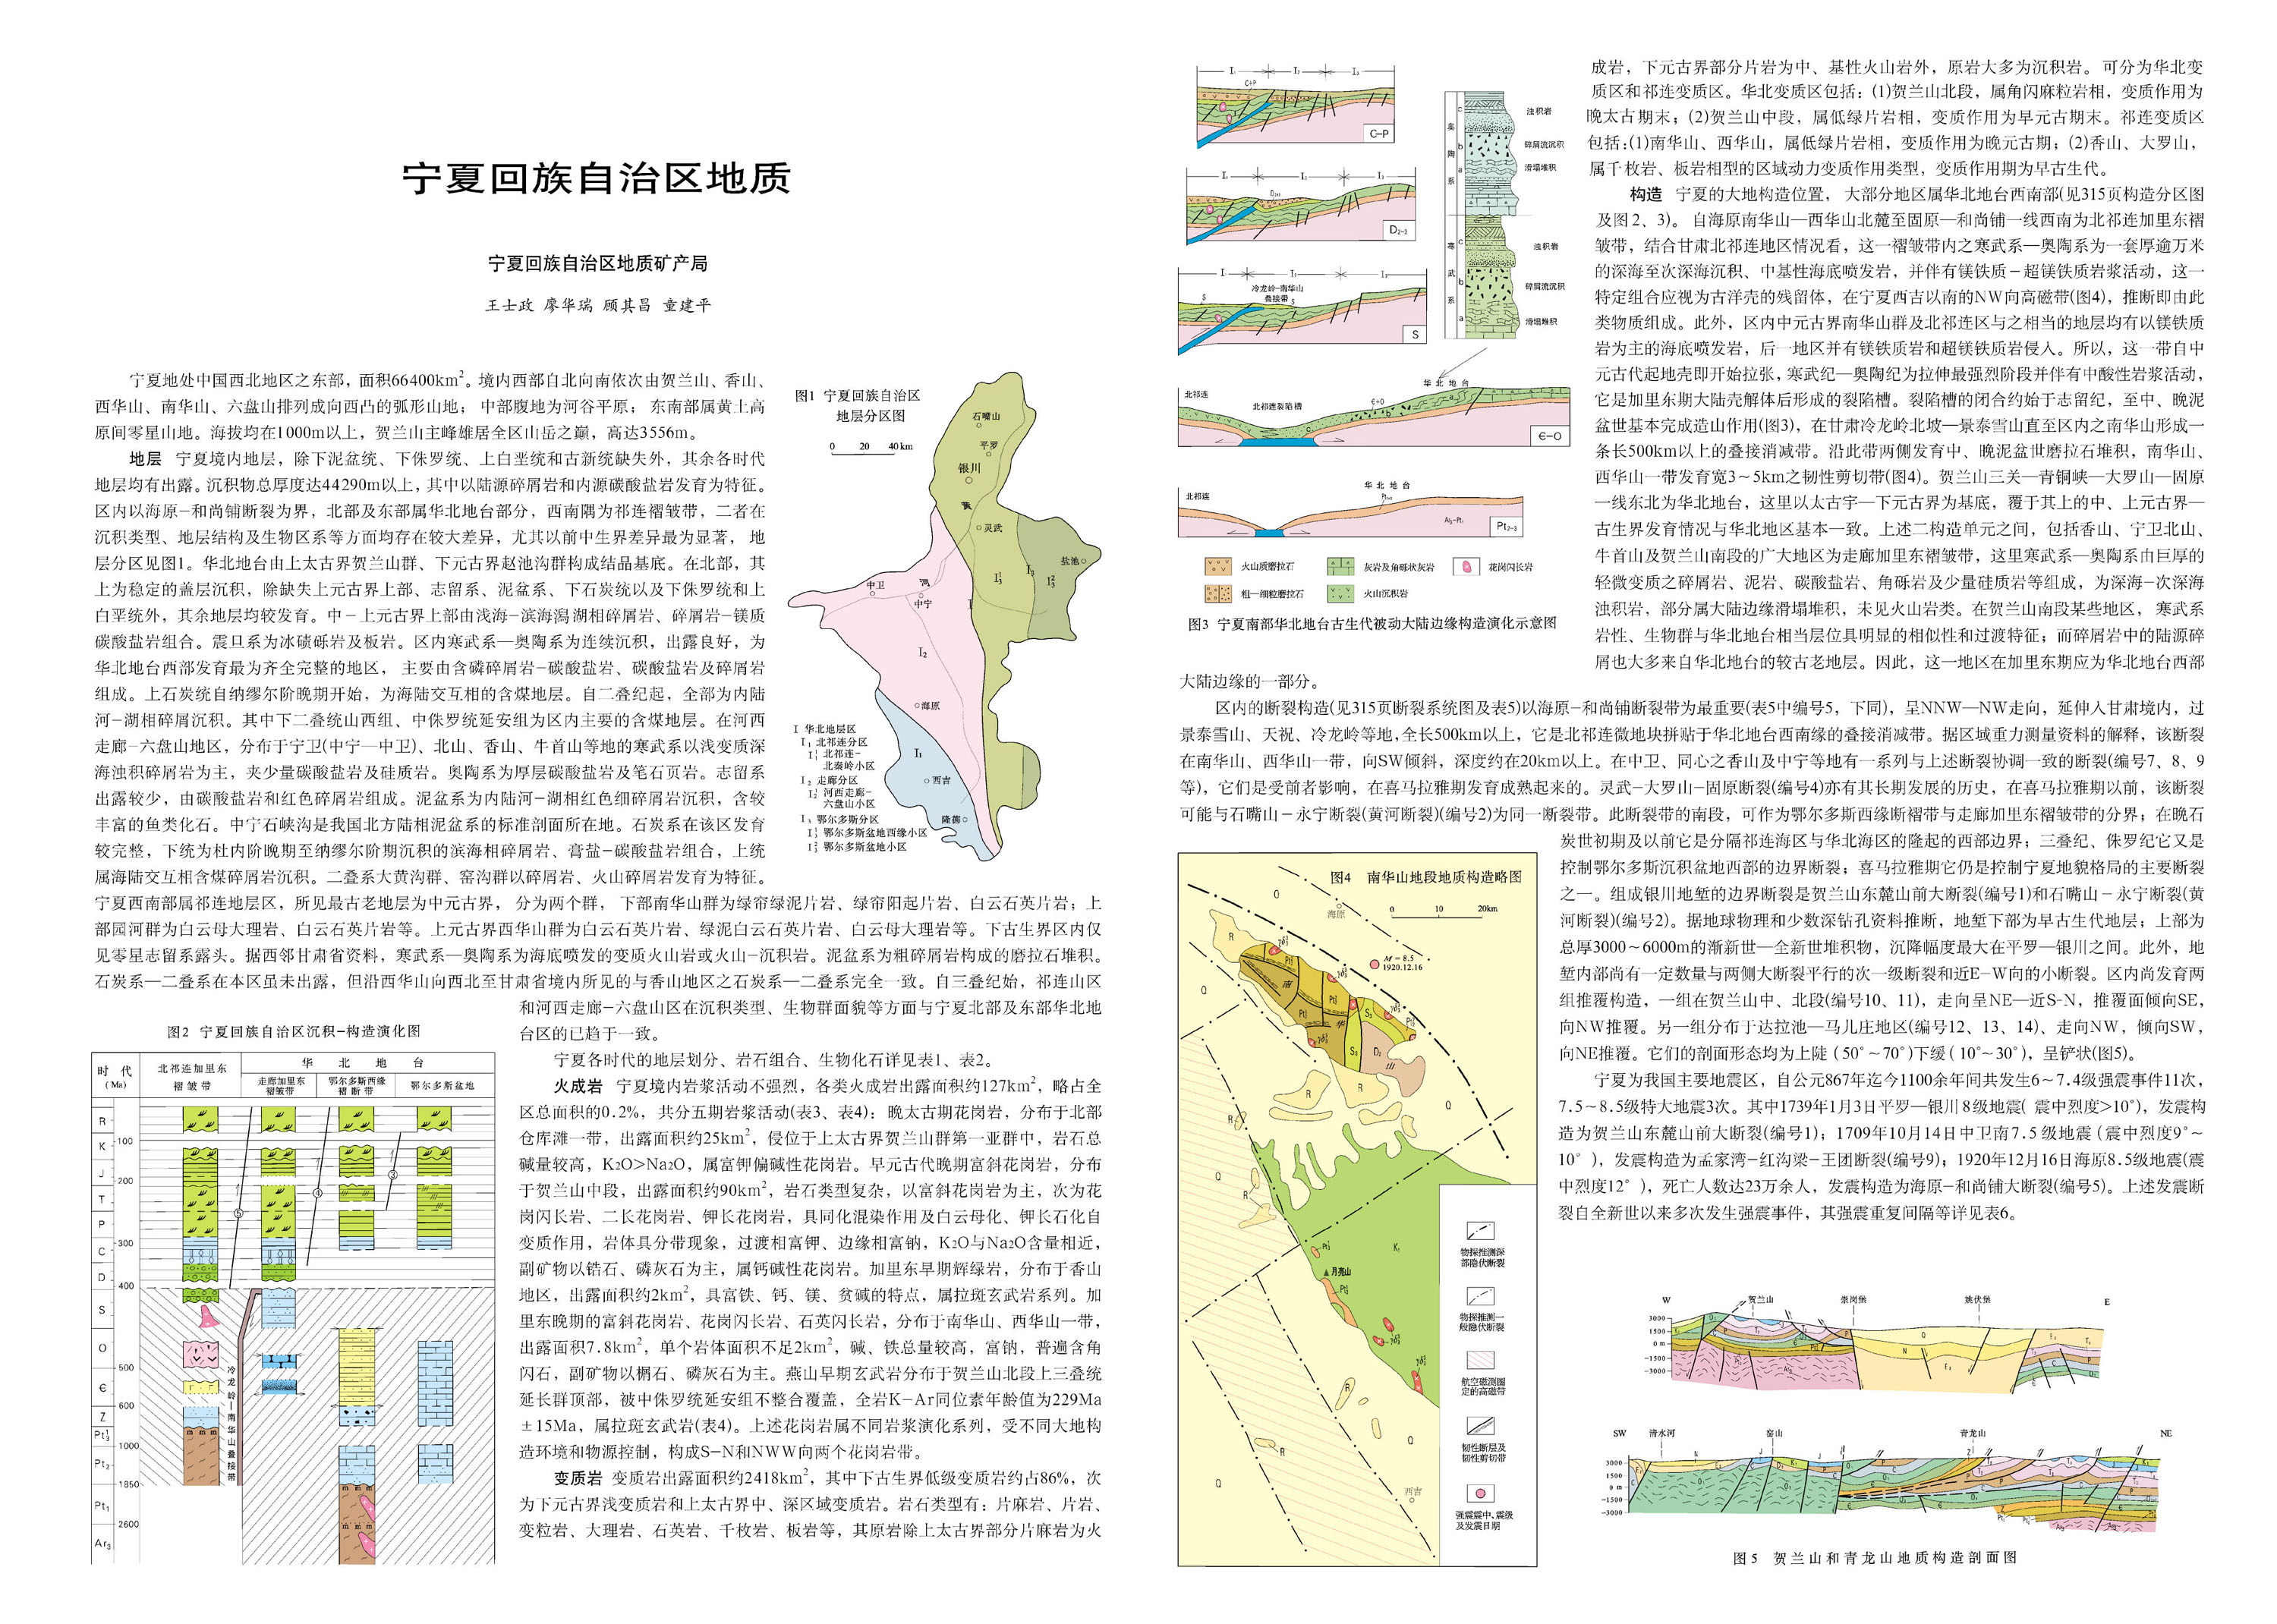 宁夏回族自治区地质
宁夏回族自治区地质矿产局
王士政 廖华瑞 顾其昌 童建平
宁夏地处中国西北地区之东部，面积66400km²。境内西部自北向南依次由贺兰山、香山、
西华山、南华山、六盘山排列成向西凸的弧形山地； 中部腹地为河谷平原； 东南部属黄土高
原间零星山地。海拔均在1000m以上，贺兰山主峰雄居全区山岳之巅，高达3556m。
地层 宁夏境内地层，除下泥盆统、下侏罗统、上白垩统和古新统缺失外，其余各时代
地层均有出露。沉积物总厚度达44290m以上，其中以陆源碎屑岩和内源碳酸盐岩发育为特征。
区内以海原-和尚铺断裂为界，北部及东部属华北地台部分，西南隅为祁连褶皱带，二者在
沉积类型、地层结构及生物区系等方面均存在较大差异，尤其以前中生界差异最为显著， 地
层分区见图1。华北地台由上太古界贺兰山群、下元古界赵池沟群构成结晶基底。在北部，其
上为稳定的盖层沉积，除缺失上元古界上部、志留系、泥盆系、下石炭统以及下侏罗统和上
白垩统外，其余地层均较发育。中-上元古界上部由浅海-滨海潟湖相碎屑岩、碎屑岩-镁质
碳酸盐岩组合。震旦系为冰碛砾岩及板岩。区内寒武系—奥陶系为连续沉积，出露良好，为
华北地台西部发育最为齐全完整的地区， 主要由含磷碎屑岩-碳酸盐岩、碳酸盐岩及碎屑岩
组成。上石炭统自纳缪尔阶晚期开始，为海陆交互相的含煤地层。自二叠纪起，全部为内陆
河-湖相碎屑沉积。其中下二叠统山西组、中侏罗统延安组为区内主要的含煤地层。在河西
走廊-六盘山地区，分布于宁卫(中宁—中卫)、北山、香山、牛首山等地的寒武系以浅变质深
海浊积碎屑岩为主，夹少量碳酸盐岩及硅质岩。奥陶系为厚层碳酸盐岩及笔石页岩。志留系
出露较少，由碳酸盐岩和红色碎屑岩组成。泥盆系为内陆河-湖相红色细碎屑岩沉积，含较
丰富的鱼类化石。中宁石峡沟是我国北方陆相泥盆系的标准剖面所在地。石炭系在该区发育
较完整，下统为杜内阶晚期至纳缪尔阶期沉积的滨海相碎屑岩、膏盐-碳酸盐岩组合，上统
属海陆交互相含煤碎屑岩沉积。二叠系大黄沟群、窑沟群以碎屑岩、火山碎屑岩发育为特征。
宁夏西南部属祁连地层区，所见最古老地层为中元古界， 分为两个群， 下部南华山群为绿帘绿泥片岩、绿帘阳起片岩、白云石英片岩；上
部园河群为白云母大理岩、白云石英片岩等。上元古界西华山群为白云石英片岩、绿泥白云石英片岩、白云母大理岩等。下古生界区内仅
见零星志留系露头。据西邻甘肃省资料，寒武系—奥陶系为海底喷发的变质火山岩或火山-沉积岩。泥盆系为粗碎屑岩构成的磨拉石堆积。
石炭系—二叠系在本区虽未出露，但沿西华山向西北至甘肃省境内所见的与香山地区之石炭系—二叠系完全一致。自三叠纪始，祁连山区
和河西走廊-六盘山区在沉积类型、生物群面貌等方面与宁夏北部及东部华北地
台区的已趋于一致。
宁夏各时代的地层划分、岩石组合、生物化石详见表1、表2。
火成岩 宁夏境内岩浆活动不强烈，各类火成岩出露面积约127km²，略占全
区总面积的0.2%，共分五期岩浆活动(表3、表4)：晚太古期花岗岩，分布于北部
仓库滩一带，出露面积约25km²，侵位于上太古界贺兰山群第一亚群中，岩石总
碱量较高，K₂O>Na₂O，属富钾偏碱性花岗岩。早元古代晚期富斜花岗岩，分布
于贺兰山中段，出露面积约90km²，岩石类型复杂，以富斜花岗岩为主，次为花
岗闪长岩、二长花岗岩、钾长花岗岩，具同化混染作用及白云母化、钾长石化自
变质作用，岩体具分带现象，过渡相富钾、边缘相富钠，K₂O与Na₂O含量相近，
副矿物以锆石、磷灰石为主，属钙碱性花岗岩。加里东早期辉绿岩，分布于香山
地区，出露面积约2km²，具富铁、钙、镁、贫碱的特点，属拉斑玄武岩系列。加
里东晚期的富斜花岗岩、花岗闪长岩、石英闪长岩，分布于南华山、西华山一带，
出露面积7.8km²，单个岩体面积不足2km²，碱、铁总量较高，富钠，普遍含角
闪石，副矿物以榍石、磷灰石为主。燕山早期玄武岩分布于贺兰山北段上三叠统
延长群顶部，被中侏罗统延安组不整合覆盖，全岩K-Ar同位素年龄值为229Ma
±15Ma，属拉斑玄武岩(表4)。上述花岗岩属不同岩浆演化系列，受不同大地构
造环境和物源控制，构成S-N和NWW向两个花岗岩带。
变质岩 变质岩出露面积约2418km²，其中下古生界低级变质岩约占86%，次
为下元古界浅变质岩和上太古界中、深区域变质岩。岩石类型有：片麻岩、片岩、
变粒岩、大理岩、石英岩、千枚岩、板岩等，其原岩除上太古界部分片麻岩为火
图1 宁夏回族自治区
地层分区图
0 20 40 km
石嘴山
平罗
银川
黄
灵武
盐池
中卫
河
中宁
海原
西吉
隆德
I 华北地层区
I₁ 北祁连分区
北祁连-
北秦岭小区
I₂ 走廊分区
河西走廊-
六盘山小区
I₃ 鄂尔多斯分区
鄂尔多斯盆地西缘小区
鄂尔多斯盆地小区
图2 宁夏回族自治区沉积-构造演化图
时 代
(Ma)
北祁连加里东
褶皱带
华 北 地 台
走廊加里东
褶皱带
鄂尔多斯西缘
褶断带
鄂尔多斯盆地
R
100
K
J
200
T
P
300
C
D
400
S
O
500
Є
600
Z
Pt₃¹
1000
Pt₂
1850
Pt₁
2600
Ar₃
冷龙岭—南华山叠接带
C-P
D₂₋₃
冷龙岭-南华山
叠接带
S
奥陶系
寒武系
浊积岩
碎屑流沉积
滑塌堆积
浊积岩
碎屑流沉积
滑塌堆积
北祁连
北祁连裂陷槽
华北地台
Є-O
北祁连
华北地台
Ar₃-Pt₁
Pt₂₋₃
火山质磨拉石
灰岩及角砾状灰岩
花岗闪长岩
粗—细粒磨拉石
火山沉积岩
图3 宁夏南部华北地台古生代被动大陆边缘构造演化示意图
成岩，下元古界部分片岩为中、基性火山岩外，原岩大多为沉积岩。可分为华北变
质区和祁连变质区。华北变质区包括：(1)贺兰山北段，属角闪麻粒岩相，变质作用为
晚太古期末；(2)贺兰山中段，属低绿片岩相，变质作用为早元古期末。祁连变质区
包括：(1)南华山、西华山，属低绿片岩相，变质作用为晚元古期；(2)香山、大罗山，
属千枚岩、板岩相型的区域动力变质作用类型，变质作用期为早古生代。
构造 宁夏的大地构造位置， 大部分地区属华北地台西南部(见315页构造分区图
及图2、3)。 自海原南华山—西华山北麓至固原—和尚铺一线西南为北祁连加里东褶
皱带，结合甘肃北祁连地区情况看，这一褶皱带内之寒武系—奥陶系为一套厚逾万米
的深海至次深海沉积、中基性海底喷发岩，并伴有镁铁质-超镁铁质岩浆活动，这一
特定组合应视为古洋壳的残留体，在宁夏西吉以南的NW向高磁带(图4)，推断即由此
类物质组成。此外，区内中元古界南华山群及北祁连区与之相当的地层均有以镁铁质
岩为主的海底喷发岩，后一地区并有镁铁质岩和超镁铁质岩侵入。所以，这一带自中
元古代起地壳即开始拉张，寒武纪—奥陶纪为拉伸最强烈阶段并伴有中酸性岩浆活动，
它是加里东期大陆壳解体后形成的裂陷槽。裂陷槽的闭合约始于志留纪，至中、晚泥
盆世基本完成造山作用(图3)，在甘肃冷龙岭北坡—景泰雪山直至区内之南华山形成一
条长500km以上的叠接消减带。沿此带两侧发育中、晚泥盆世磨拉石堆积，南华山、
西华山一带发育宽3~5km之韧性剪切带(图4)。贺兰山三关—青铜峡—大罗山—固原
一线东北为华北地台，这里以太古宇—下元古界为基底，覆于其上的中、上元古界—
古生界发育情况与华北地区基本一致。上述二构造单元之间，包括香山、宁卫北山、
牛首山及贺兰山南段的广大地区为走廊加里东褶皱带，这里寒武系—奥陶系由巨厚的
轻微变质之碎屑岩、泥岩、碳酸盐岩、角砾岩及少量硅质岩等组成，为深海-次深海
浊积岩，部分属大陆边缘滑塌堆积，未见火山岩类。在贺兰山南段某些地区， 寒武系
岩性、生物群与华北地台相当层位具明显的相似性和过渡特征；而碎屑岩中的陆源碎
屑也大多来自华北地台的较古老地层。因此，这一地区在加里东期应为华北地台西部
大陆边缘的一部分。
区内的断裂构造(见315页断裂系统图及表5)以海原-和尚铺断裂带为最重要(表5中编号5，下同)，呈NNW—NW走向，延伸入甘肃境内，过
景泰雪山、天祝、冷龙岭等地，全长500km以上，它是北祁连微地块拼贴于华北地台西南缘的叠接消减带。据区域重力测量资料的解释，该断裂
在南华山、西华山一带，向SW倾斜，深度约在20km以上。在中卫、同心之香山及中宁等地有一系列与上述断裂协调一致的断裂(编号7、8、9
等)，它们是受前者影响，在喜马拉雅期发育成熟起来的。灵武-大罗山-固原断裂(编号4)亦有其长期发展的历史，在喜马拉雅期以前，该断裂
可能与石嘴山-永宁断裂(黄河断裂)(编号2)为同一断裂带。此断裂带的南段，可作为鄂尔多斯西缘断褶带与走廊加里东褶皱带的分界；在晚石
炭世初期及以前它是分隔祁连海区与华北海区的隆起的西部边界；三叠纪、侏罗纪它又是
控制鄂尔多斯沉积盆地西部的边界断裂；喜马拉雅期它仍是控制宁夏地貌格局的主要断裂
之一。组成银川地堑的边界断裂是贺兰山东麓山前大断裂(编号1)和石嘴山-永宁断裂(黄
河断裂)(编号2)。据地球物理和少数深钻孔资料推断，地堑下部为早古生代地层；上部为
总厚3000~6000m的渐新世—全新世堆积物，沉降幅度最大在平罗—银川之间。此外，地
堑内部尚有一定数量与两侧大断裂平行的次一级断裂和近E-W向的小断裂。区内尚发育两
组推覆构造，一组在贺兰山中、北段(编号10、11)，走向呈NE—近S-N，推覆面倾向SE，
向NW推覆。另一组分布于达拉池—马儿庄地区(编号12、13、14)、走向NW，倾向SW，
向NE推覆。它们的剖面形态均为上陡（50°~70°)下缓（10°~30°)，呈铲状(图5)。
宁夏为我国主要地震区，自公元867年迄今1100余年间共发生6~7.4级强震事件11次，
7.5~8.5级特大地震3次。其中1739年1月3日平罗—银川8级地震( 震中烈度>10°)，发震构
造为贺兰山东麓山前大断裂(编号1)；1709年10月14日中卫南7.5级地震（震中烈度9°~
10°），发震构造为孟家湾-红沟梁-王团断裂(编号9)；1920年12月16日海原8.5级地震(震
中烈度12°），死亡人数达23万余人，发震构造为海原-和尚铺大断裂(编号5)。上述发震断
裂自全新世以来多次发生强震事件，其强震重复间隔等详见表6。
图4 南华山地段地质构造略图
0 10 20km
海原
M = 8.5
1920.12.16
南
华
山
月亮山
西吉
物探推测深
部隐伏断裂
物探推测一
般隐伏断裂
航空磁测圈
定的高磁带
韧性断层及
韧性剪切带
强震震中、震级
及发震日期
W
贺兰山
崇岗堡
姚伏堡
E
3000
1500
0 m
-1500
-3000
SW
清水河
窑山
青龙山
NE
3000
1500
0 m
-1500
-3000
图5 贺兰山和青龙山地质构造剖面图